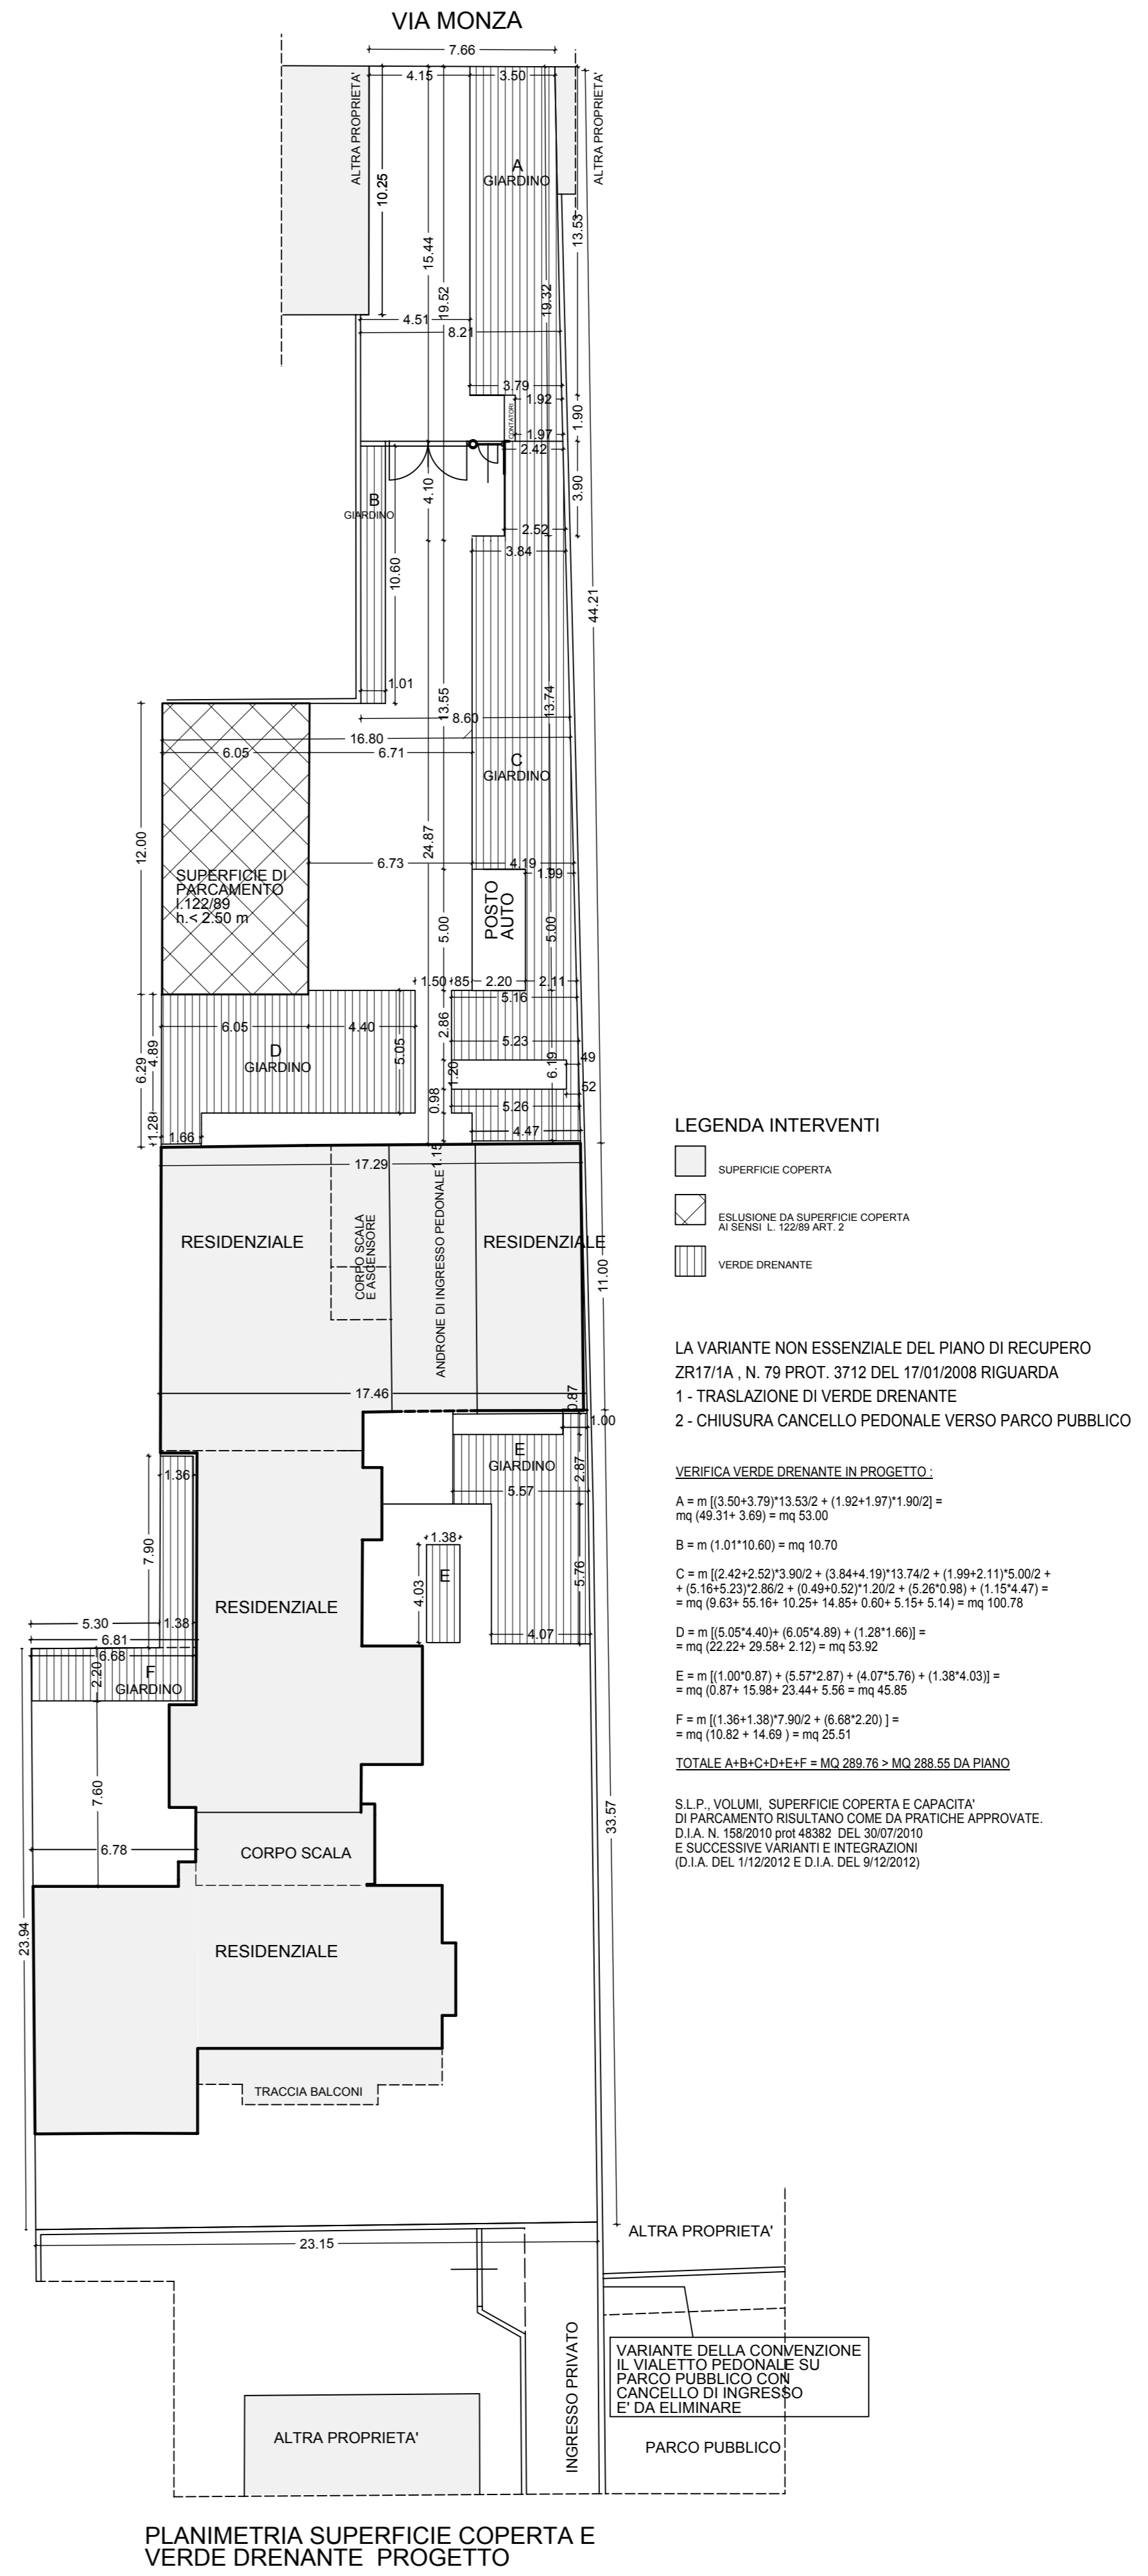 VIA MONZA
7.66
4.15
3.50
ALTRA PROPRIETA'
ALTRA PROPRIETA'
A
GIARDINO
10.25
15.44
19.52
19.32
13.53
4.51
8.21
3.79
1.92
CONTATORI
1.90
1.97
2.42
B
GIARDINO
4.10
3.90
2.52
3.84
10.60
44.21
1.01
13.55
13.74
8.60
16.80
6.05
6.71
C
GIARDINO
12.00
24.87
6.73
4.19
1.99
SUPERFICIE DI
PARCAMENTO
l.122/89
h.< 2.50 m
POSTO
AUTO
5.00
5.00
1.50
85
2.20
2.11
5.16
6.05
4.40
D
GIARDINO
6.29
4.89
5.05
2.86
5.23
6.19
49
1.20
52
0.98
5.26
1.28
1.66
4.47
17.29
1.15
RESIDENZIALE
CORPO SCALA
E ASCENSORE
ANDRONE DI INGRESSO PEDONALE
RESIDENZIALE
11.00
17.46
0.87
1.00
E
GIARDINO
2.87
5.57
1.36
7.90
1.38
4.03
E
5.76
RESIDENZIALE
5.30
1.38
6.81
6.68
4.07
2.20
F
GIARDINO
7.60
33.57
6.78
CORPO SCALA
23.94
RESIDENZIALE
TRACCIA BALCONI
23.15
ALTRA PROPRIETA'
INGRESSO PRIVATO
VARIANTE DELLA CONVENZIONE
IL VIALETTO PEDONALE SU
PARCO PUBBLICO CON
CANCELLO DI INGRESSO
E' DA ELIMINARE
ALTRA PROPRIETA'
PARCO PUBBLICO
PLANIMETRIA SUPERFICIE COPERTA E
VERDE DRENANTE PROGETTO
LEGENDA INTERVENTI
SUPERFICIE COPERTA
ESLUSIONE DA SUPERFICIE COPERTA
AI SENSI L. 122/89 ART. 2
VERDE DRENANTE
LA VARIANTE NON ESSENZIALE DEL PIANO DI RECUPERO
ZR17/1A , N. 79 PROT. 3712 DEL 17/01/2008 RIGUARDA
1 - TRASLAZIONE DI VERDE DRENANTE
2 - CHIUSURA CANCELLO PEDONALE VERSO PARCO PUBBLICO
VERIFICA VERDE DRENANTE IN PROGETTO :
A = m [(3.50+3.79)*13.53/2 + (1.92+1.97)*1.90/2] =
mq (49.31+ 3.69) = mq 53.00
B = m (1.01*10.60) = mq 10.70
C = m [(2.42+2.52)*3.90/2 + (3.84+4.19)*13.74/2 + (1.99+2.11)*5.00/2 +
+ (5.16+5.23)*2.86/2 + (0.49+0.52)*1.20/2 + (5.26*0.98) + (1.15*4.47) =
= mq (9.63+ 55.16+ 10.25+ 14.85+ 0.60+ 5.15+ 5.14) = mq 100.78
D = m [(5.05*4.40)+ (6.05*4.89) + (1.28*1.66)] =
= mq (22.22+ 29.58+ 2.12) = mq 53.92
E = m [(1.00*0.87) + (5.57*2.87) + (4.07*5.76) + (1.38*4.03)] =
= mq (0.87+ 15.98+ 23.44+ 5.56 = mq 45.85
F = m [(1.36+1.38)*7.90/2 + (6.68*2.20) ] =
= mq (10.82 + 14.69 ) = mq 25.51
TOTALE A+B+C+D+E+F = MQ 289.76 > MQ 288.55 DA PIANO
S.L.P., VOLUMI, SUPERFICIE COPERTA E CAPACITA'
DI PARCAMENTO RISULTANO COME DA PRATICHE APPROVATE.
D.I.A. N. 158/2010 prot 48382 DEL 30/07/2010
E SUCCESSIVE VARIANTI E INTEGRAZIONI
(D.I.A. DEL 1/12/2012 E D.I.A. DEL 9/12/2012)